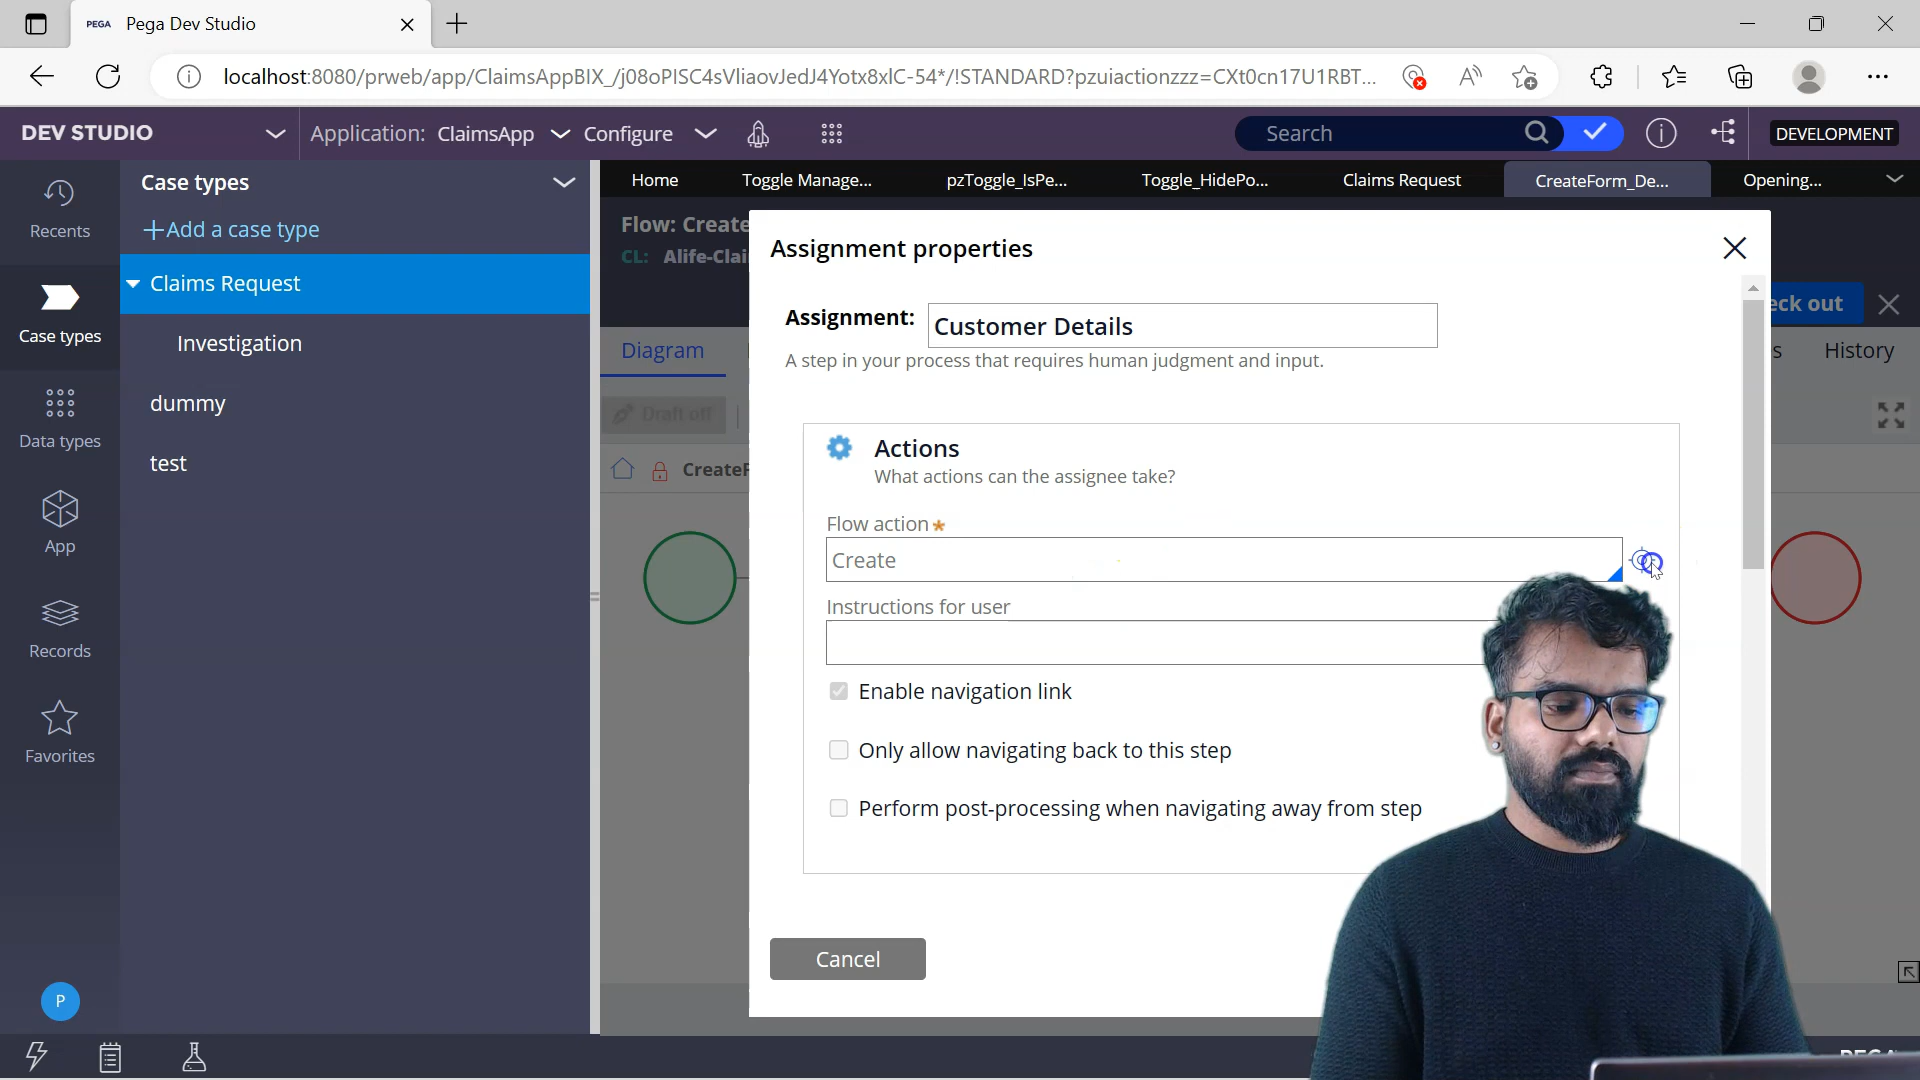 PEGA Pega Dev Studio
localhost:8080/prweb/app/ClaimsAppBIX_/j08oPISC4sVliaovJedJ4Yotx8xlC-54*/!STANDARD?pzuiactionzzz=CXt0cn17U1RBT...
DEV STUDIO Application: ClaimsApp Configure Search DEVELOPMENT
Recents
Case types
Data types
App
Records
Favorites
P
Case types
+Add a case type
Claims Request
Investigation
dummy
test
Home Toggle Manage... pzToggle_IsPe... Toggle_HidePo... Claims Request CreateForm_De... Opening...
Flow: Create
CL: Alife-Clai
eck out
Diagram
s History
Draft off
CreateF
Assignment properties
Assignment: Customer Details
A step in your process that requires human judgment and input.
Actions
What actions can the assignee take?
Flow action*
Create
Instructions for user
Enable navigation link
Only allow navigating back to this step
Perform post-processing when navigating away from step
Cancel